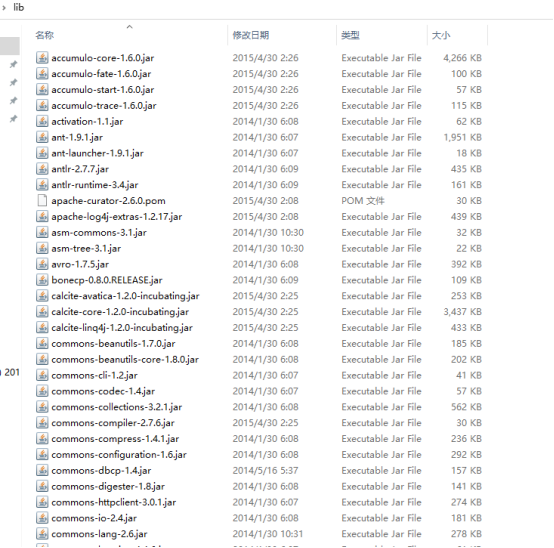 lib
名称 修改日期 类型 大小
accumulo-core-1.6.0.jar 2015/4/30 2:26 Executable Jar File 4,266 KB
accumulo-fate-1.6.0.jar 2015/4/30 2:26 Executable Jar File 100 KB
accumulo-start-1.6.0.jar 2015/4/30 2:26 Executable Jar File 57 KB
accumulo-trace-1.6.0.jar 2015/4/30 2:26 Executable Jar File 115 KB
activation-1.1.jar 2014/1/30 6:08 Executable Jar File 62 KB
ant-1.9.1.jar 2014/1/30 6:07 Executable Jar File 1,951 KB
ant-launcher-1.9.1.jar 2014/1/30 6:07 Executable Jar File 18 KB
antlr-2.7.7.jar 2014/1/30 6:09 Executable Jar File 435 KB
antlr-runtime-3.4.jar 2014/1/30 6:09 Executable Jar File 161 KB
apache-curator-2.6.0.pom 2015/4/30 2:08 POM 文件 30 KB
apache-log4j-extras-1.2.17.jar 2015/4/30 2:08 Executable Jar File 439 KB
asm-commons-3.1.jar 2014/1/30 10:30 Executable Jar File 32 KB
asm-tree-3.1.jar 2014/1/30 10:30 Executable Jar File 22 KB
avro-1.7.5.jar 2014/1/30 6:08 Executable Jar File 392 KB
bonecp-0.8.0.RELEASE.jar 2014/1/30 6:09 Executable Jar File 109 KB
calcite-avatica-1.2.0-incubating.jar 2015/4/30 2:25 Executable Jar File 253 KB
calcite-core-1.2.0-incubating.jar 2015/4/30 2:25 Executable Jar File 3,437 KB
calcite-linq4j-1.2.0-incubating.jar 2015/4/30 2:25 Executable Jar File 433 KB
commons-beanutils-1.7.0.jar 2014/1/30 6:08 Executable Jar File 185 KB
commons-beanutils-core-1.8.0.jar 2014/1/30 6:08 Executable Jar File 202 KB
) 201
commons-cli-1.2.jar 2014/1/30 6:07 Executable Jar File 41 KB
commons-codec-1.4.jar 2014/1/30 6:07 Executable Jar File 57 KB
commons-collections-3.2.1.jar 2014/1/30 6:08 Executable Jar File 562 KB
commons-compiler-2.7.6.jar 2015/4/30 2:25 Executable Jar File 30 KB
commons-compress-1.4.1.jar 2014/1/30 6:08 Executable Jar File 236 KB
commons-configuration-1.6.jar 2014/1/30 6:08 Executable Jar File 292 KB
commons-dbcp-1.4.jar 2014/5/16 5:37 Executable Jar File 157 KB
commons-digester-1.8.jar 2014/1/30 6:08 Executable Jar File 141 KB
commons-httpclient-3.0.1.jar 2014/1/30 6:07 Executable Jar File 274 KB
commons-io-2.4.jar 2014/1/30 6:08 Executable Jar File 181 KB
commons-lang-2.6.jar 2014/1/30 10:31 Executable Jar File 278 KB